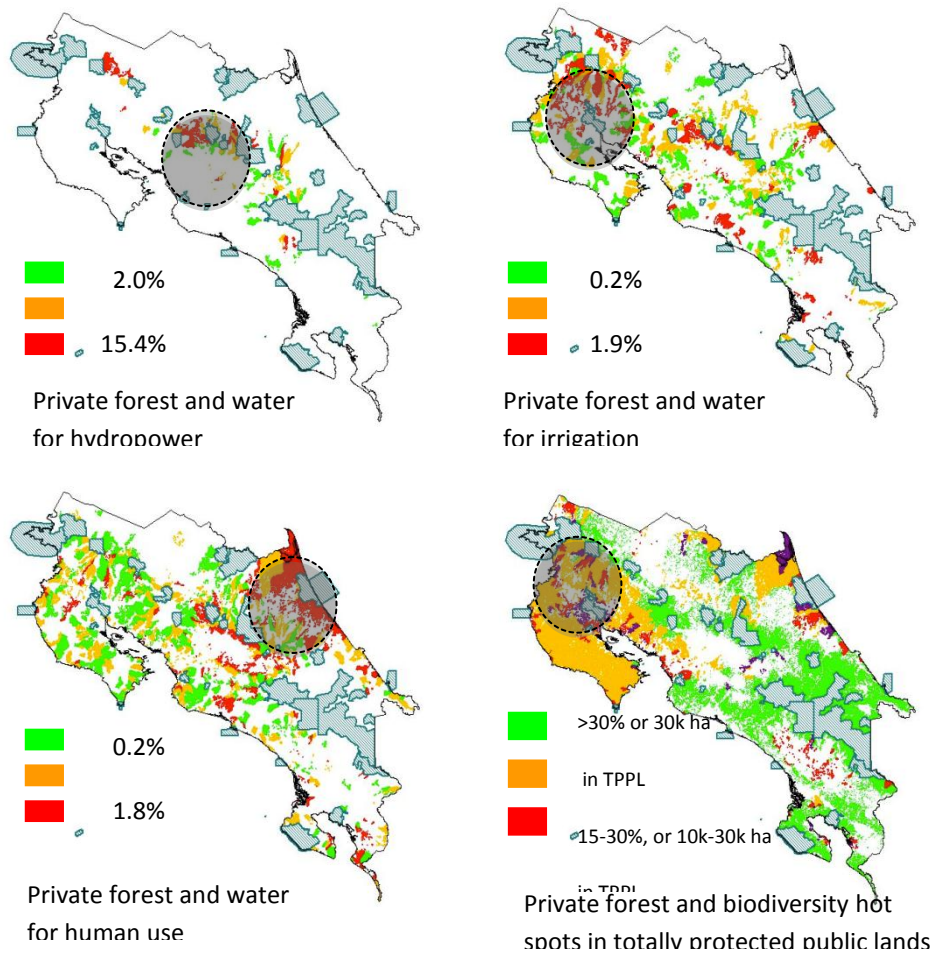 2.0%
15.4%
Private forest and water
for hydropower
0.2%
1.9%
Private forest and water
for irrigation
0.2%
1.8%
Private forest and water
for human use
>30% or 30k ha
in TPPL
15-30%, or 10k-30k ha
in TPPL
Private forest and biodiversity hot
spots in totally protected public lands